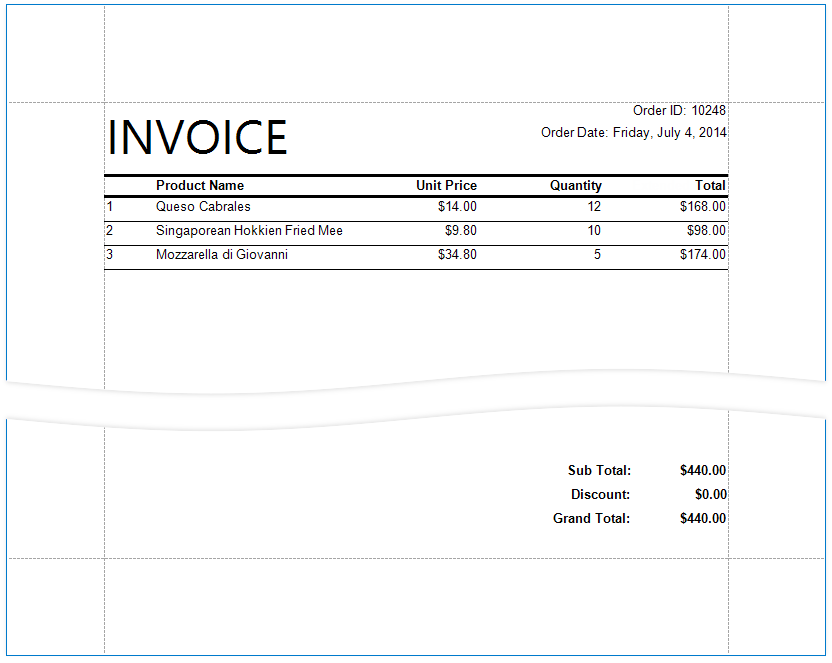 Order ID: 10248
INVOICE
Order Date: Friday, July 4, 2014
Product Name Unit Price Quantity Total
1 Queso Cabrales $14.00 12 $168.00
2 Singaporean Hokkien Fried Mee $9.80 10 $98.00
3 Mozzarella di Giovanni $34.80 5 $174.00
Sub Total: $440.00
Discount: $0.00
Grand Total: $440.00